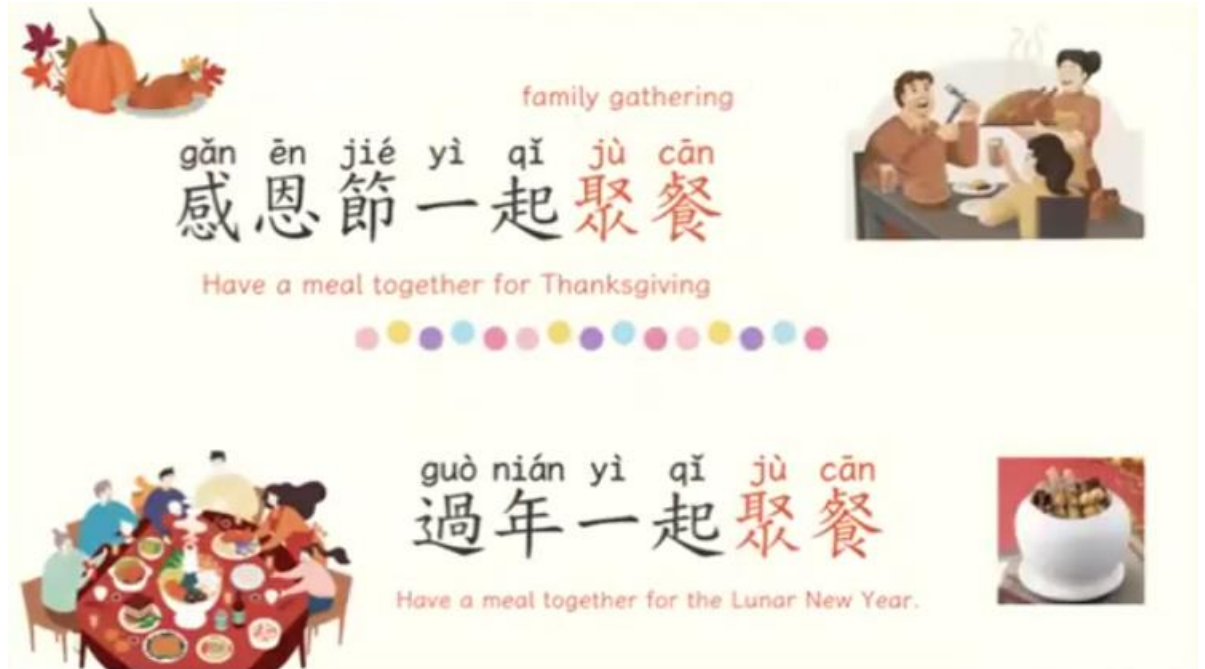 family gathering
gǎn ēn jié yì qǐ jù cān
感恩節一起聚餐
Have a meal together for Thanksgiving
guò nián yì qǐ jù cān
過年一起聚餐
Have a meal together for the Lunar New Year.